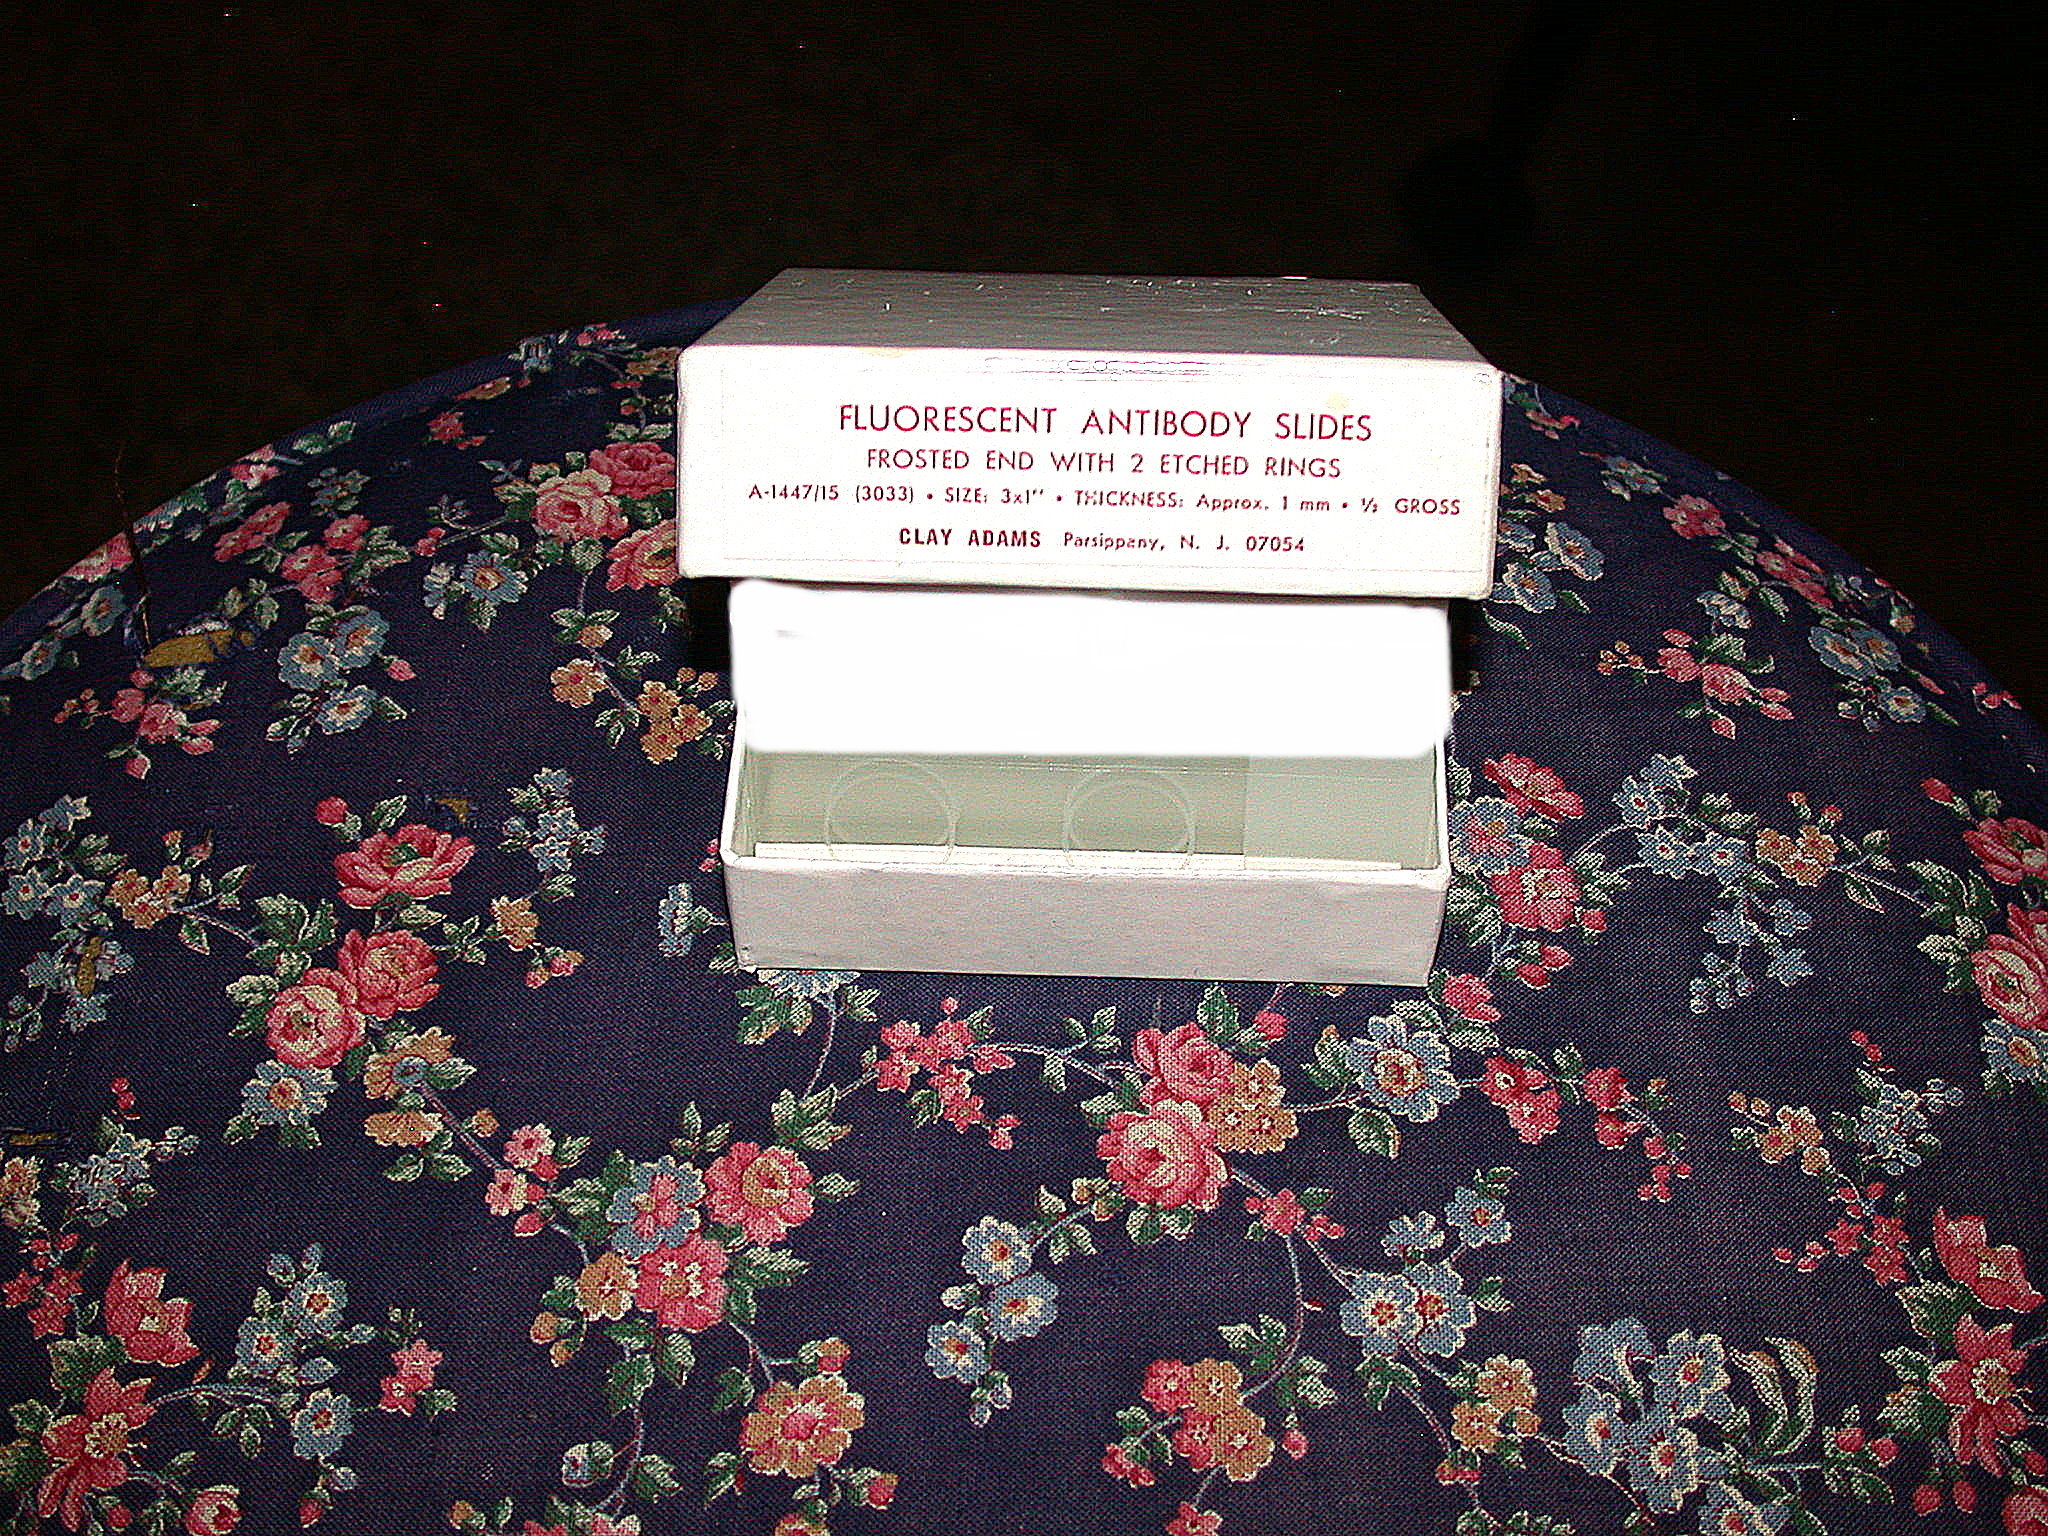 FLUORESCENT ANTIBODY SLIDES
FROSTED END WITH 2 ETCHED RINGS
A-1447/15 (3033) • SIZE: 3x1″ • THICKNESS: Approx. 1 mm • ½ GROSS
CLAY ADAMS Parsippany, N. J. 07054